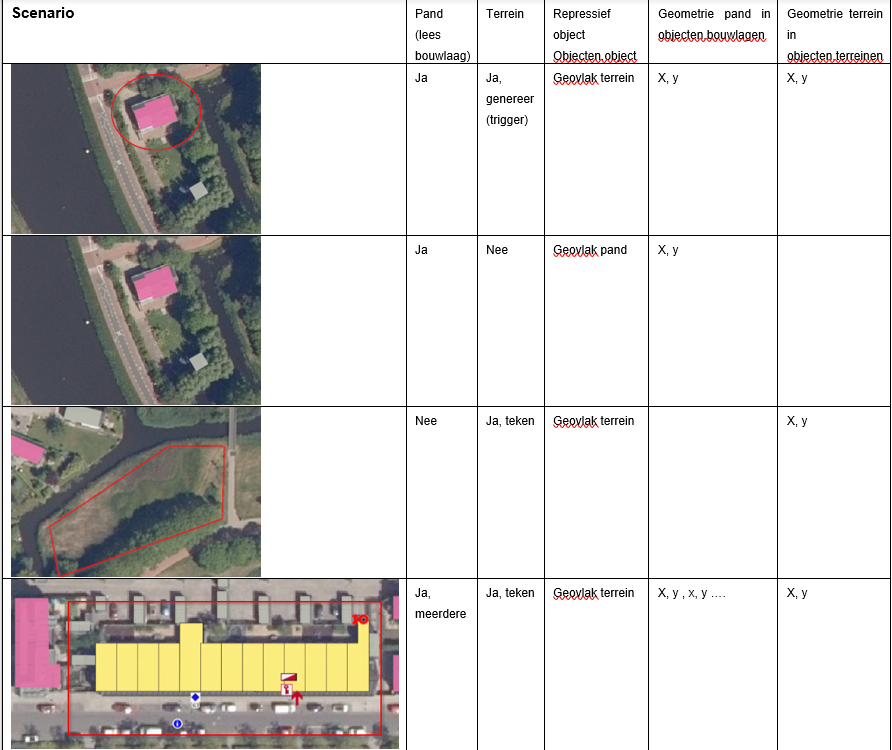 Scenario
Pand
(lees
bouwlaag)
Terrein
Repressief
object
Objecten.object
Geometrie pand in
objecten.bouwlagen
Geometrie terrein
in
objecten.terreinen
Ja
Ja,
genereer
(trigger)
Geovlak terrein
X, y
X, y
Ja
Nee
Geovlak pand
X, y
Nee
Ja, teken
Geovlak terrein
X, y
Ja,
meerdere
Ja, teken
Geovlak terrein
X, y , x, y ….
X, y